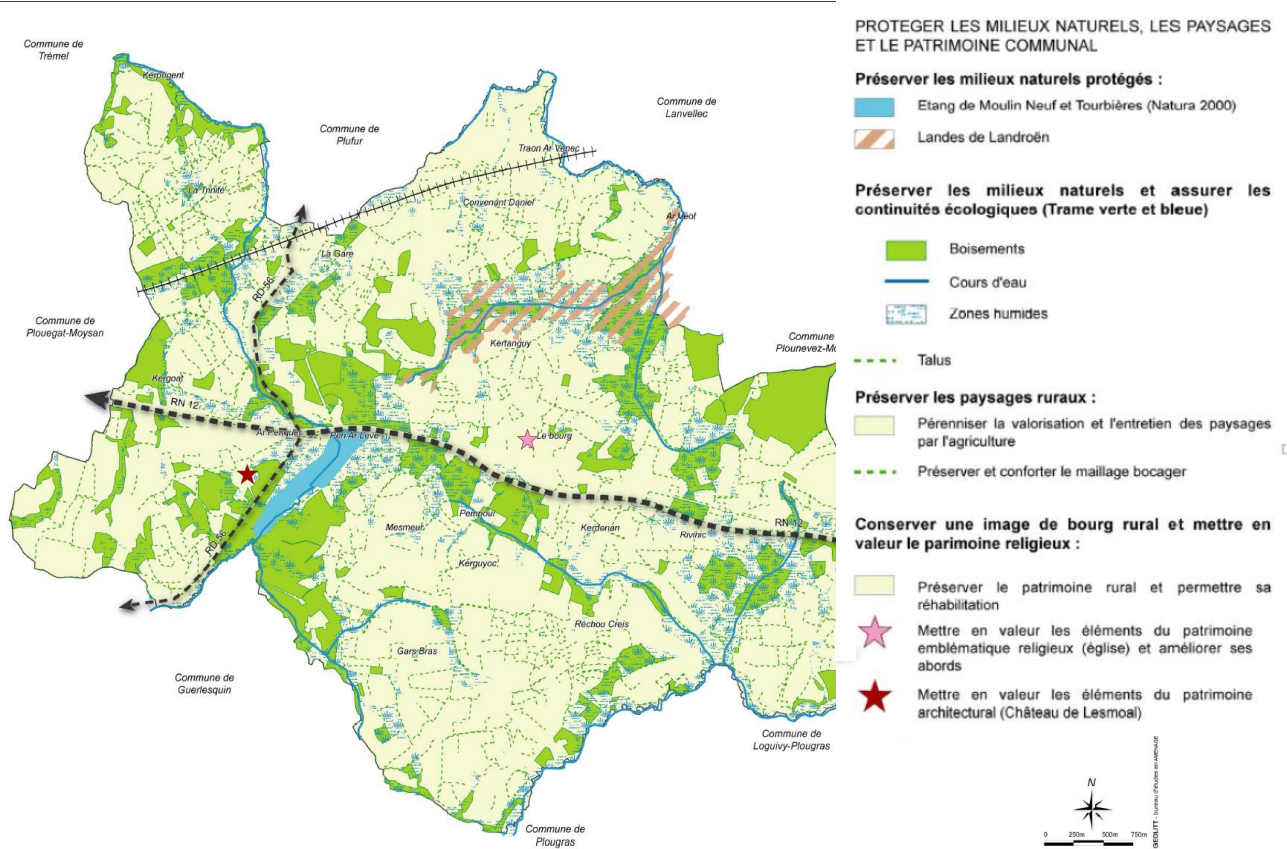 Commune de
Trémel
Kerprigent
Commune de
Plufur
Commune de
Lanvellec
Traon Ar Venec
La Trinité
Convenant Daniel
Ar Véot
La Gare
RD-56
Commune de
Plouegat-Moysan
Kerfanguy
Commune
Plounevez-Mo
Kergoat
RN 12
Pen Ar Leve
Le bourg
Mesmeur
Pempoul
Kerdonan
Rivinic
RN 12
RD-56
Kerguyoc
Réchou Creis
Gars Bras
Commune de
Guerlesquin
Commune de
Loguivy-Plougras
Commune de
Plougras
PROTEGER LES MILIEUX NATURELS, LES PAYSAGES
ET LE PATRIMOINE COMMUNAL
Préserver les milieux naturels protégés :
Etang de Moulin Neuf et Tourbières (Natura 2000)
Landes de Landroën
Préserver les milieux naturels et assurer les
continuités écologiques (Trame verte et bleue)
Boisements
Cours d'eau
Zones humides
Talus
Préserver les paysages ruraux :
Pérenniser la valorisation et l'entretien des paysages
par l'agriculture
Préserver et conforter le maillage bocager
Conserver une image de bourg rural et mettre en
valeur le parimoine religieux :
Préserver le patrimoine rural et permettre sa
réhabilitation
Mettre en valeur les éléments du patrimoine
emblématique religieux (église) et améliorer ses
abords
Mettre en valeur les éléments du patrimoine
architectural (Château de Lesmoal)
N
0 250m 500m 750m
GEOLITT - bureau d'études en AMENAGE